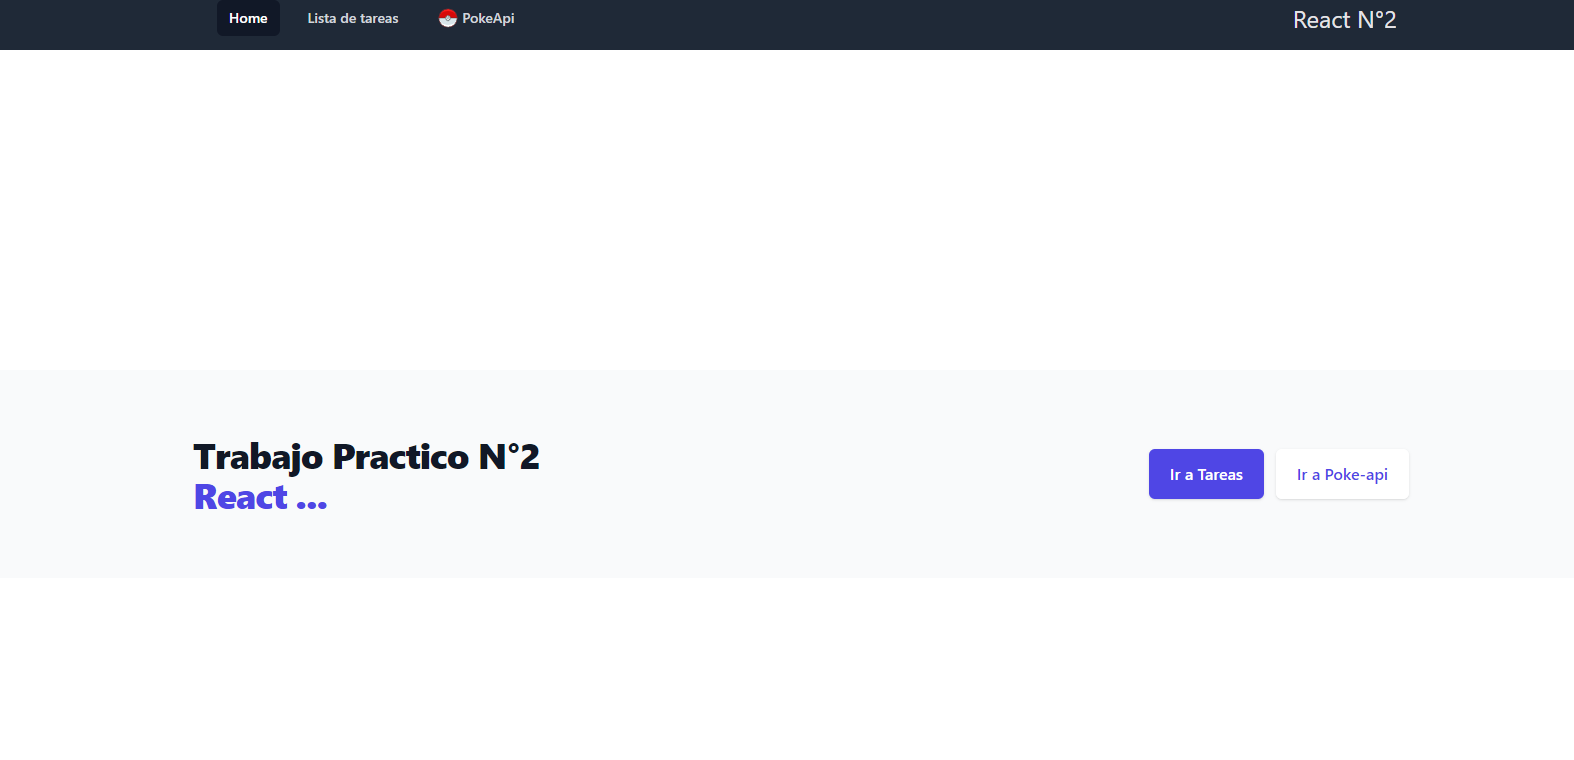 Home Lista de tareas PokeApi React N°2
Trabajo Practico N°2
React ...
Ir a Tareas Ir a Poke-api